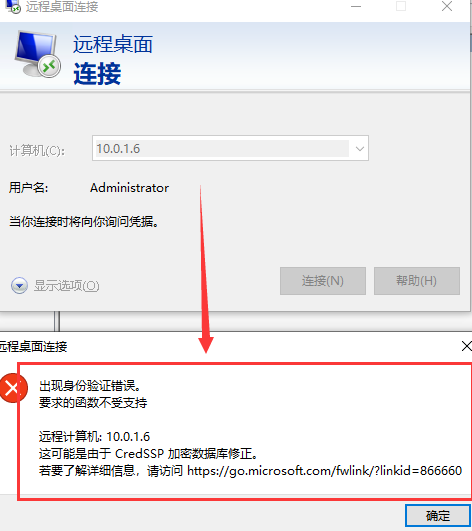 远程桌面连接
远程桌面
连接
计算机(C):
10.0.1.6
用户名:
Administrator
当你连接时将向你询问凭据。
显示选项(O)
连接(N)
帮助(H)
远程桌面连接
出现身份验证错误。
要求的函数不受支持
远程计算机: 10.0.1.6
这可能是由于 CredSSP 加密数据库修正。
若要了解详细信息，请访问 https://go.microsoft.com/fwlink/?linkid=866660
确定